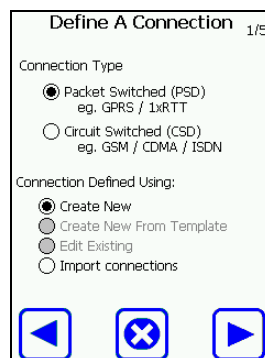 Define A Connection 1/5
Connection Type
Packet Switched (PSD)
eg. GPRS / 1xRTT
Circuit Switched (CSD)
eg. GSM / CDMA / ISDN
Connection Defined Using:
Create New
Create New From Template
Edit Existing
Import connections